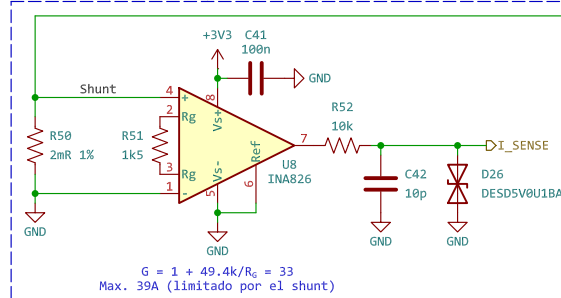 +3V3
C41
100n
GND
Shunt
4
+
8
Vs+
2
Rg
R50
2mR 1%
R51
1k5
R52
10k
7
I_SENSE
Ref
U8
INA826
3
Rg
1
-
Vs-
5
6
C42
10p
D26
DESD5V0U1BA
GND
GND
GND
GND
G = 1 + 49.4k/R_G = 33
Max. 39A (limitado por el shunt)